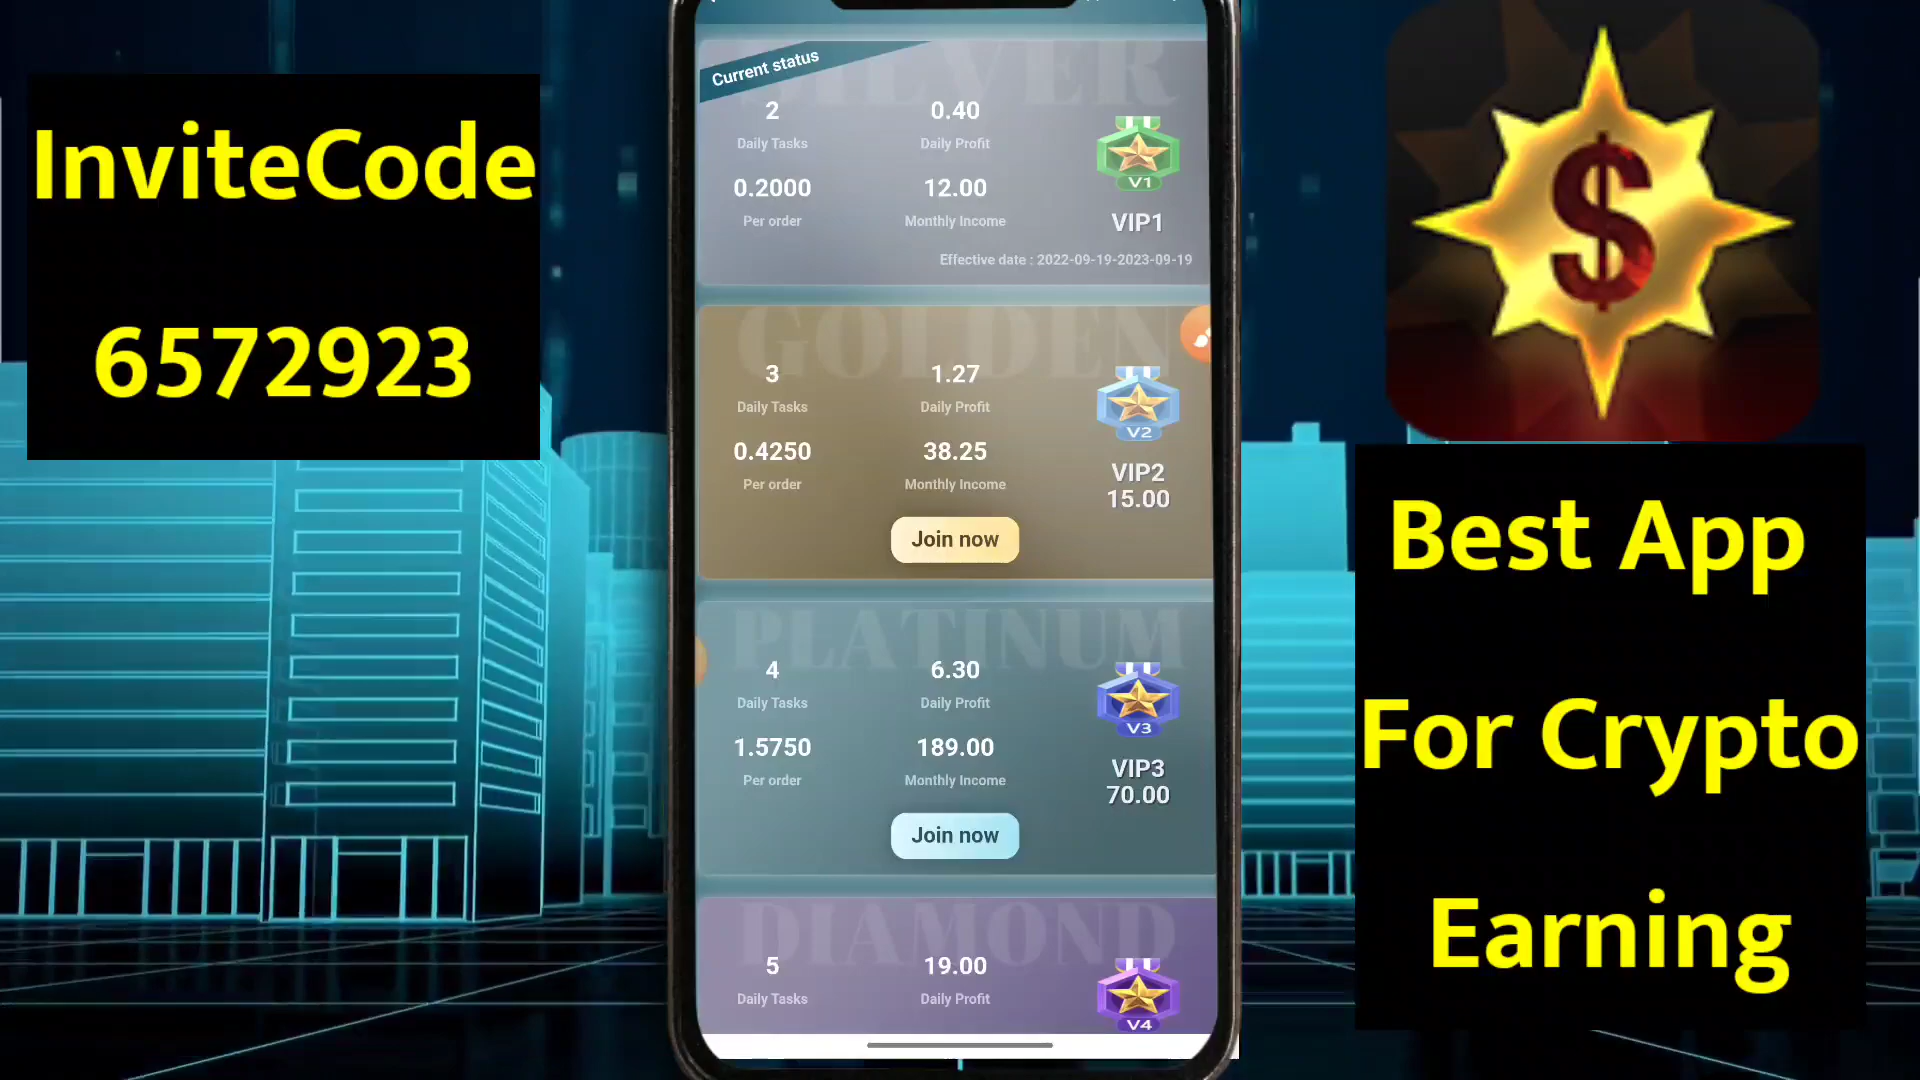 InviteCode
6572923
Current status
SILVER
2
0.40
Daily Tasks
Daily Profit
0.2000
12.00
Per order
Monthly Income
V1
VIP1
Effective date : 2022-09-19-2023-09-19
GOLDEN
3
1.27
Daily Tasks
Daily Profit
0.4250
38.25
Per order
Monthly Income
V2
VIP2
15.00
Join now
PLATINUM
4
6.30
Daily Tasks
Daily Profit
1.5750
189.00
Per order
Monthly Income
V3
VIP3
70.00
Join now
DIAMOND
5
19.00
Daily Tasks
Daily Profit
V4
$
Best App
For Crypto
Earning